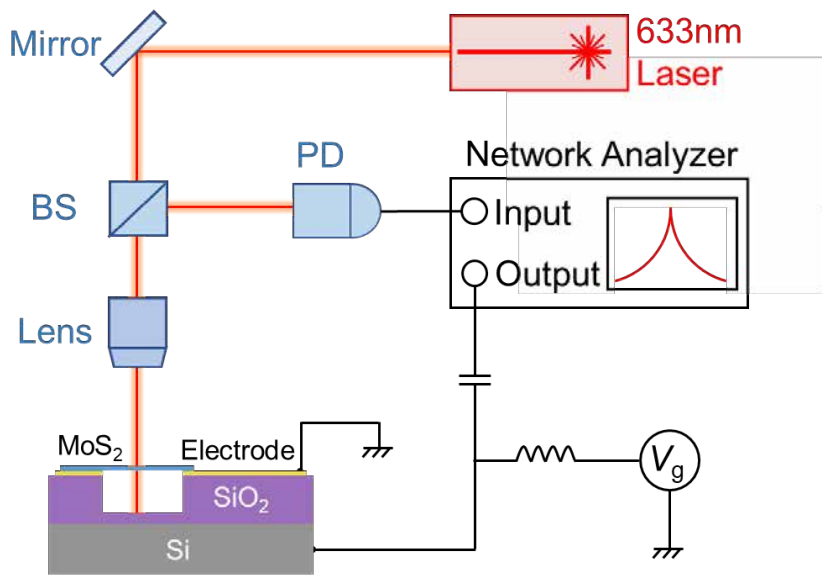 Mirror
633nm
Laser
PD
Network Analyzer
BS
Input
Output
Lens
MoS₂
Electrode
SiO₂
Si
Vg